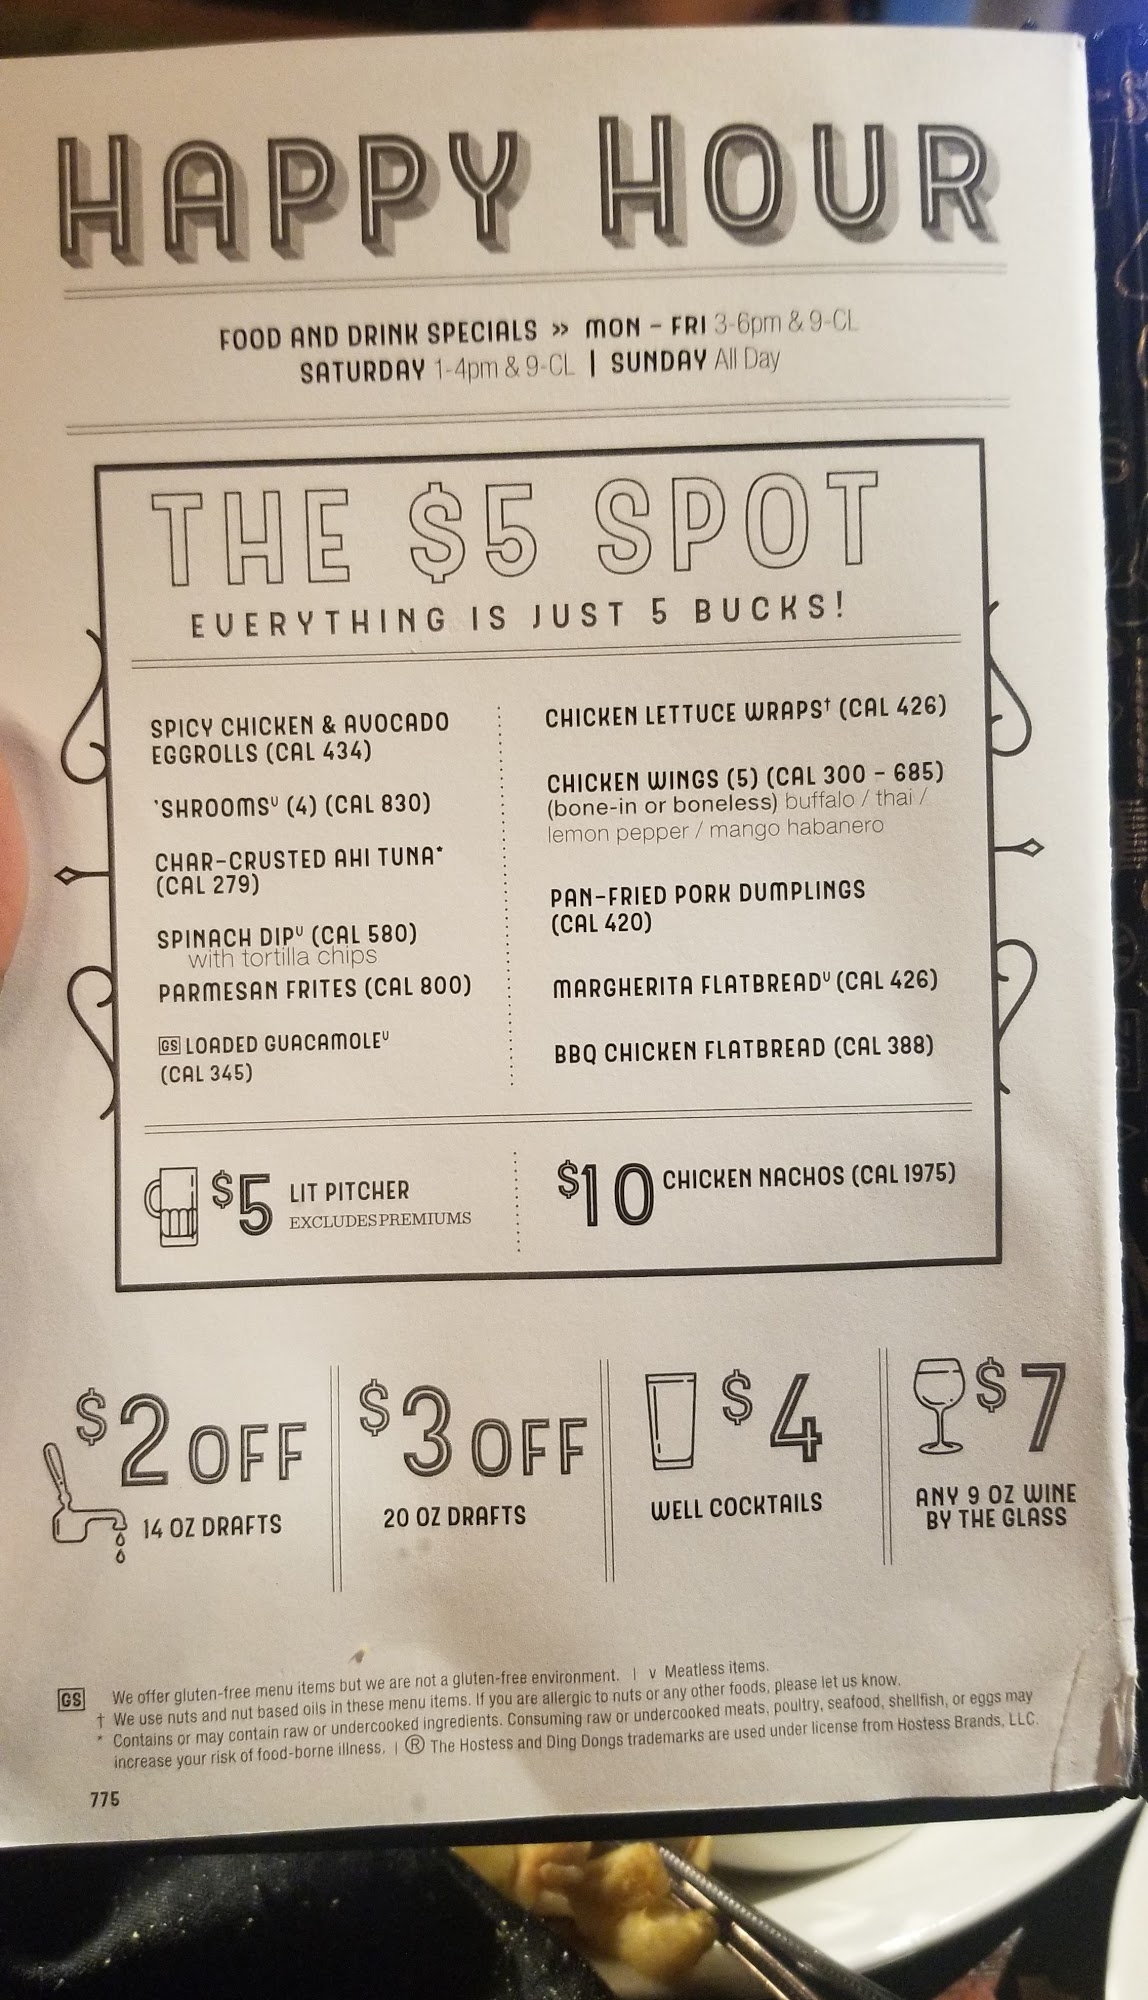 HAPPY HOUR
FOOD AND DRINK SPECIALS » MON – FRI 3-6pm & 9-CL
SATURDAY 1-4pm & 9-CL | SUNDAY All Day
THE $5 SPOT
EVERYTHING IS JUST 5 BUCKS!
SPICY CHICKEN & AVOCADO
EGGROLLS (CAL 434)
'SHROOMSᵛ (4) (CAL 830)
CHAR-CRUSTED AHI TUNA*
(CAL 279)
SPINACH DIPᵛ (CAL 580)
with tortilla chips
PARMESAN FRITES (CAL 800)
GS LOADED GUACAMOLEᵛ
(CAL 345)
CHICKEN LETTUCE WRAPS† (CAL 426)
CHICKEN WINGS (5) (CAL 300 – 685)
(bone-in or boneless) buffalo / thai /
lemon pepper / mango habanero
PAN-FRIED PORK DUMPLINGS
(CAL 420)
MARGHERITA FLATBREADᵛ (CAL 426)
BBQ CHICKEN FLATBREAD (CAL 388)
$5 LIT PITCHER
EXCLUDES PREMIUMS
$10 CHICKEN NACHOS (CAL 1975)
$2 OFF
14 OZ DRAFTS
$3 OFF
20 OZ DRAFTS
$4
WELL COCKTAILS
$7
ANY 9 OZ WINE
BY THE GLASS
GS We offer gluten-free menu items but we are not a gluten-free environment. | v Meatless items.
† We use nuts and nut based oils in these menu items. If you are allergic to nuts or any other foods, please let us know.
* Contains or may contain raw or undercooked ingredients. Consuming raw or undercooked meats, poultry, seafood, shellfish, or eggs may
increase your risk of food-borne illness. | ® The Hostess and Ding Dongs trademarks are used under license from Hostess Brands, LLC.
775